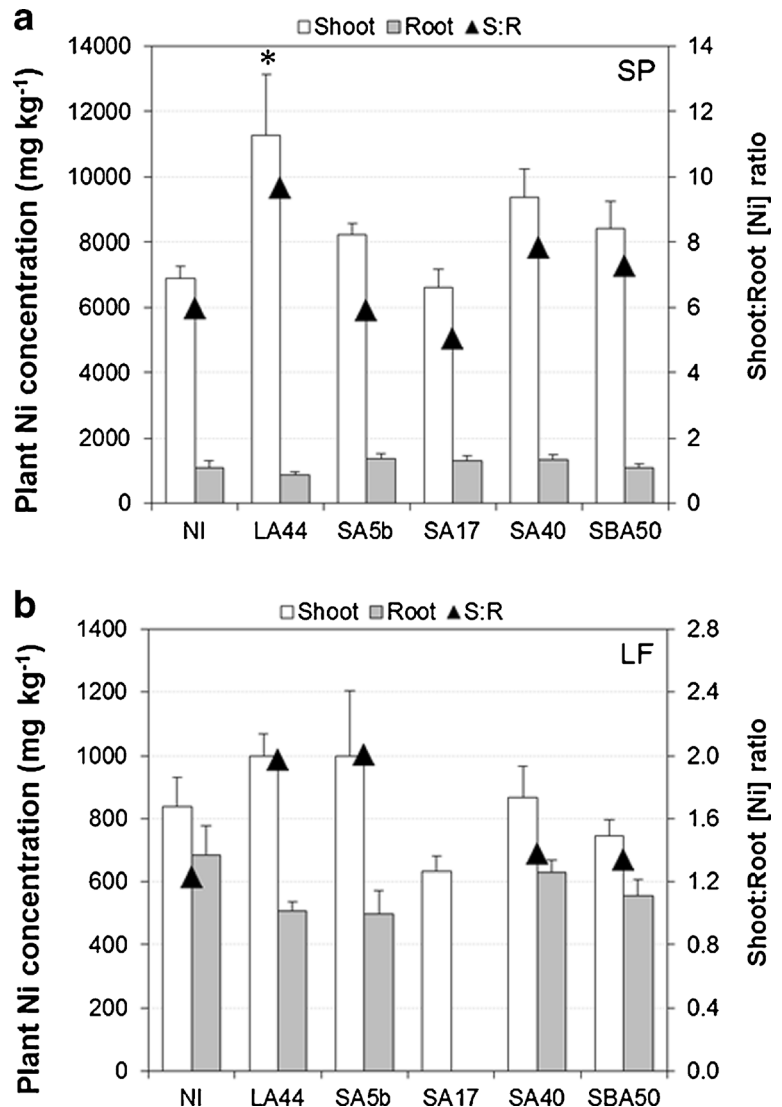 a
Shoot Root S:R
SP
*
Plant Ni concentration (mg kg⁻¹)
14000
12000
10000
8000
6000
4000
2000
0
14
12
10
8
6
4
2
0
Shoot:Root [Ni] ratio
NI LA44 SA5b SA17 SA40 SBA50
b
Shoot Root S:R
LF
Plant Ni concentration (mg kg⁻¹)
1400
1200
1000
800
600
400
200
0
2.8
2.4
2.0
1.6
1.2
0.8
0.4
0.0
Shoot:Root [Ni] ratio
NI LA44 SA5b SA17 SA40 SBA50